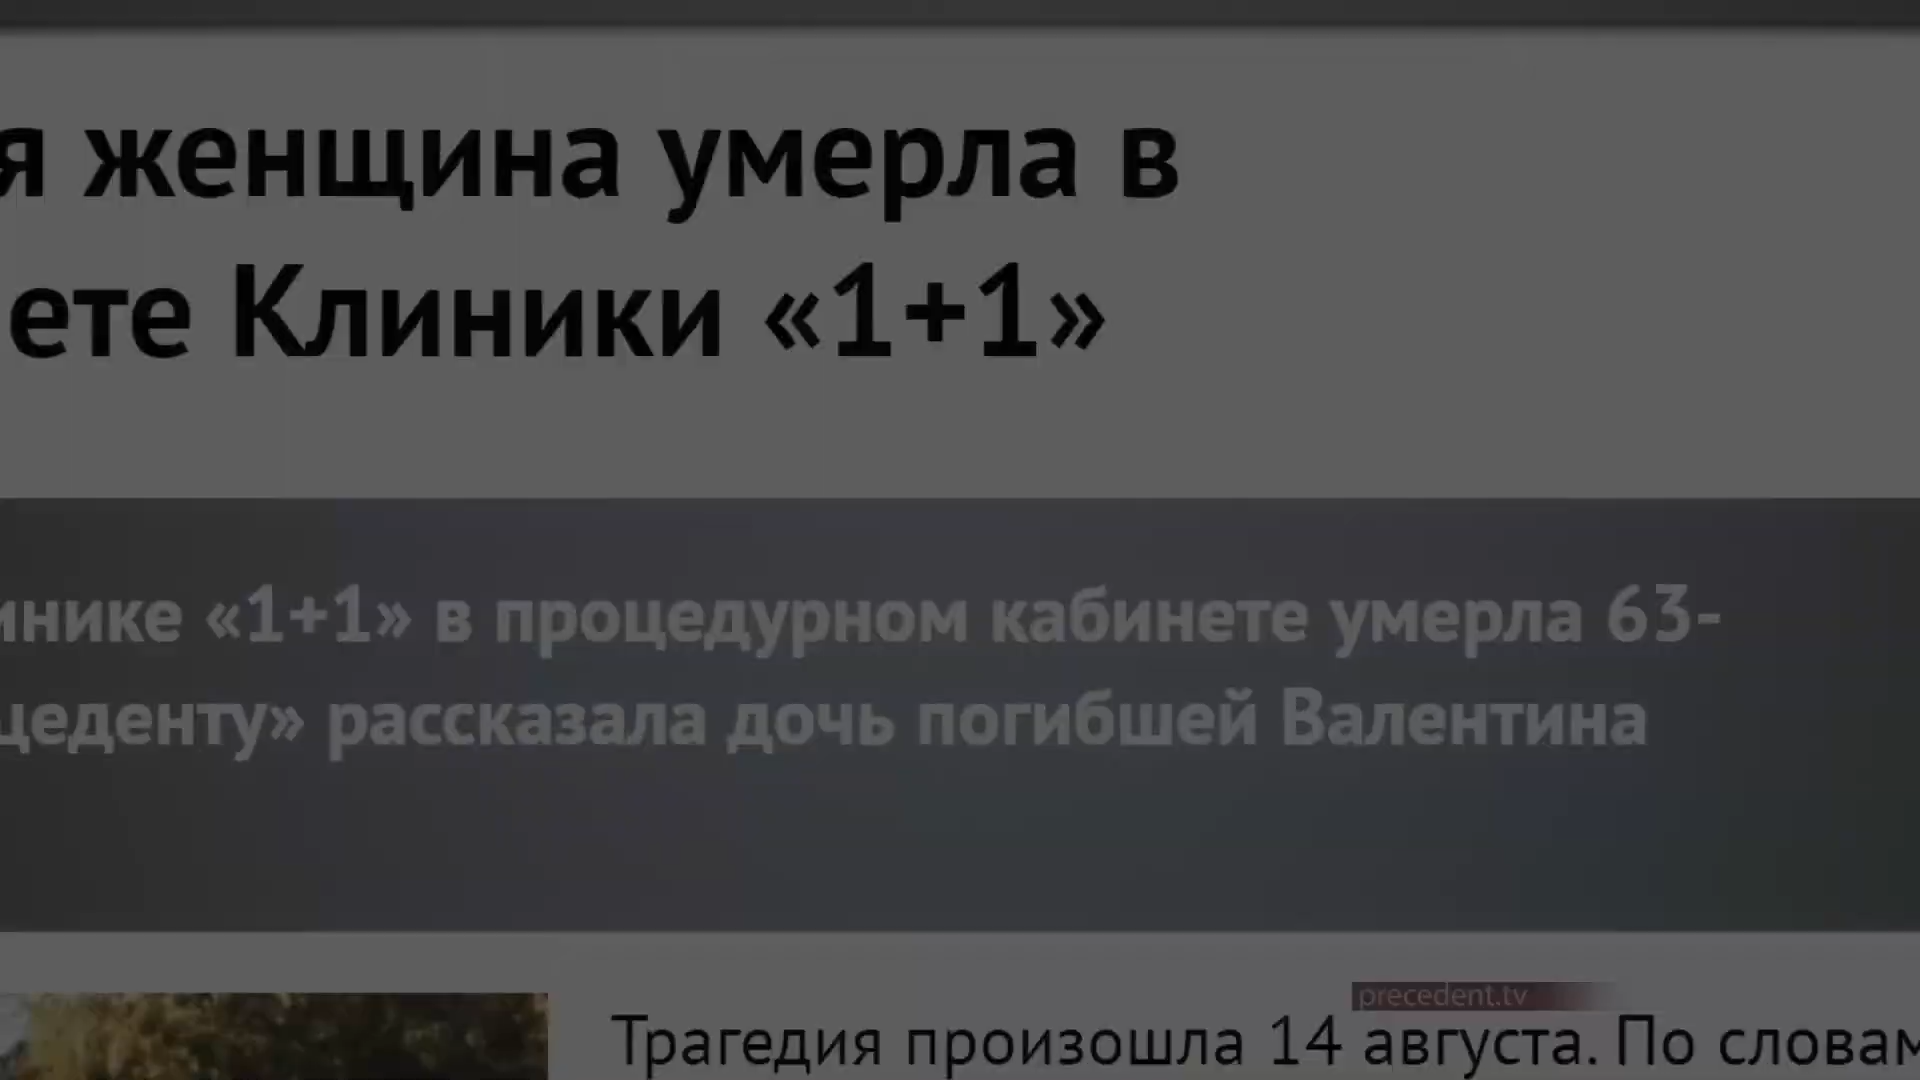 я женщина умерла в
ете Клиники «1+1»
инике «1+1» в процедурном кабинете умерла 63-
цеденту» рассказала дочь погибшей Валентина
precedent.tv
Трагедия произошла 14 августа. По словам